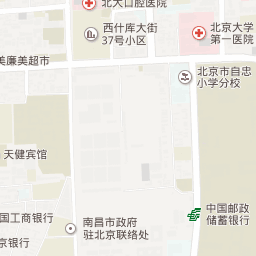 北大口腔医院
西什库大街
37号小区
北京大学
第一医院
美廉美超市
北京市自忠
小学分校
天健宾馆
中国邮政
储蓄银行
国工商银行
南昌市政府
驻北京联络处
京银行